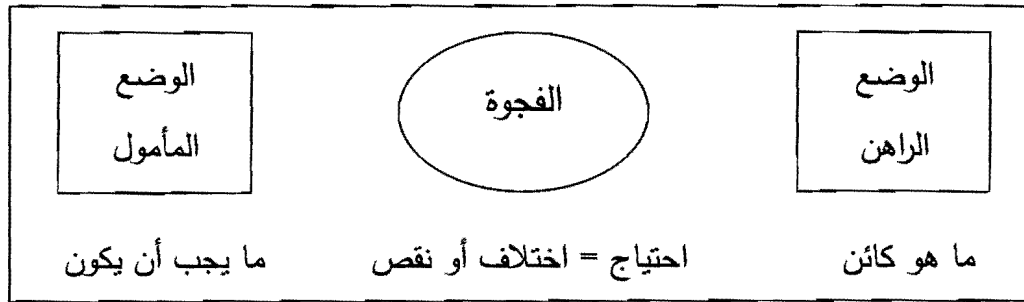 الوضع
الراهن
الفجوة
الوضع
المأمول
ما هو كائن
احتياج = اختلاف أو نقص
ما يجب أن يكون